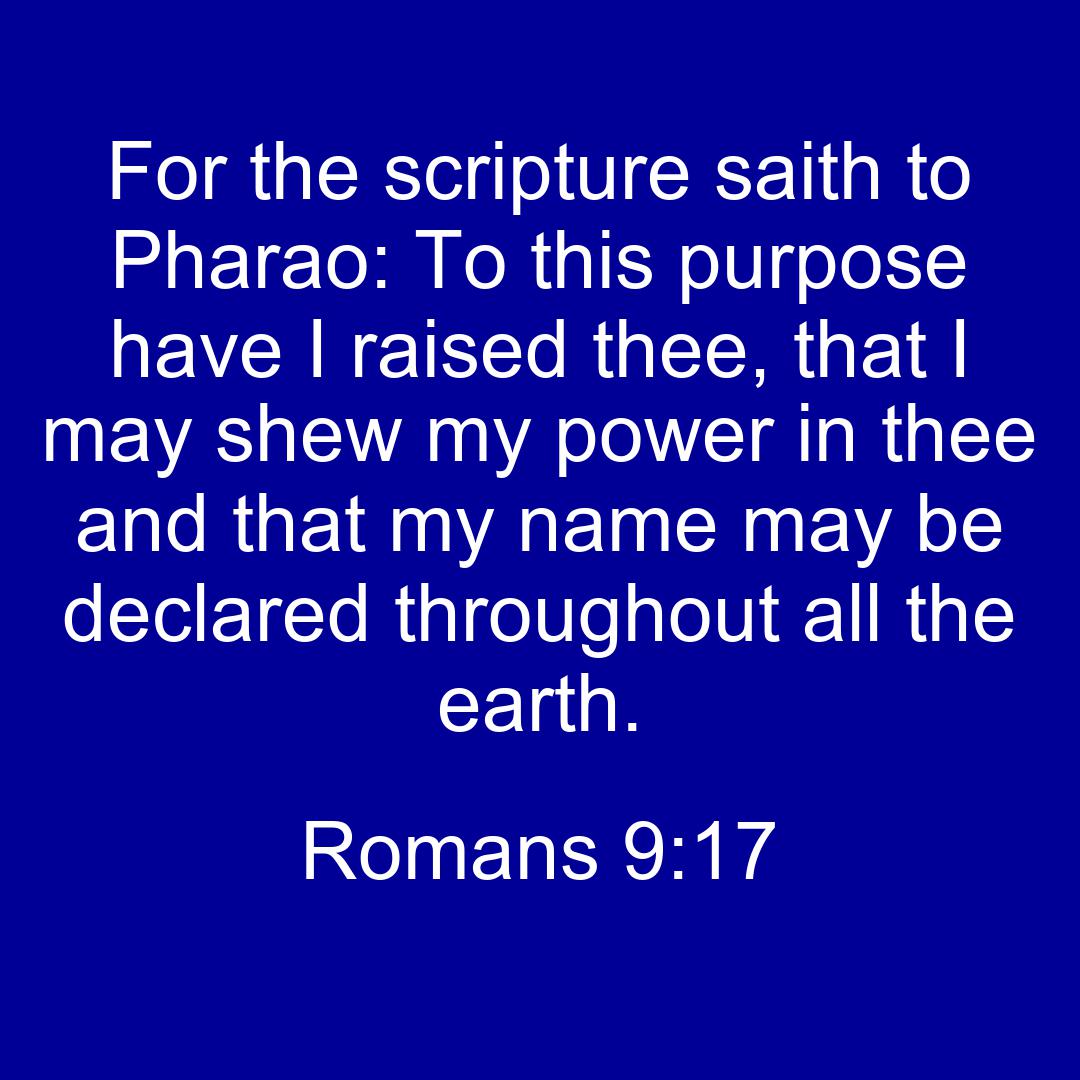 For the scripture saith to
Pharao: To this purpose
have I raised thee, that I
may shew my power in thee
and that my name may be
declared throughout all the
earth.
Romans 9:17